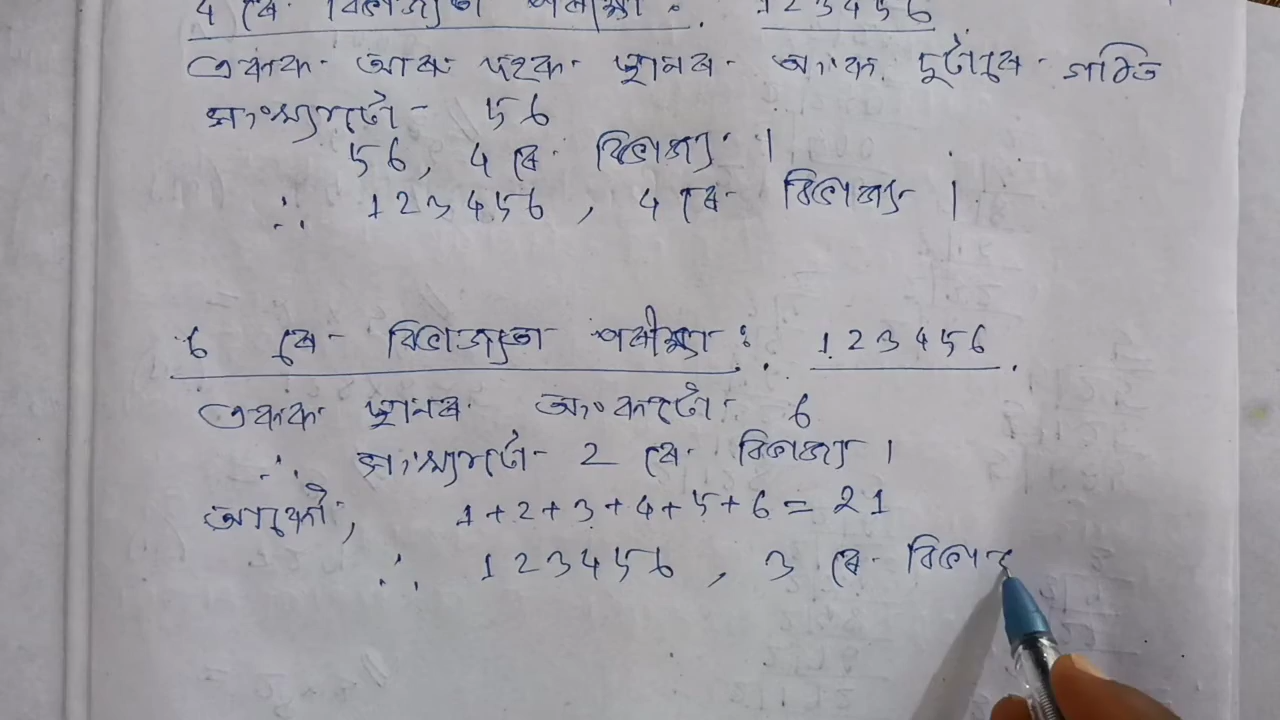 4 ৰে বিভাজ্যতা পৰীক্ষা : 123456
একক আৰু দহক স্থানৰ অংক দুটাৰে গঠিত
সংখ্যাটো - 56
56, 4 ৰে বিভাজ্য ।
∴ 123456, 4 ৰে বিভাজ্য ।
6 ৰে বিভাজ্যতা পৰীক্ষা : 123456
একক স্থানৰ অংকটো 6
∴ সংখ্যাটো 2 ৰে বিভাজ্য ।
আকৌ, 1+2+3+4+5+6=21
∴ 123456, 3 ৰে বিভাজ